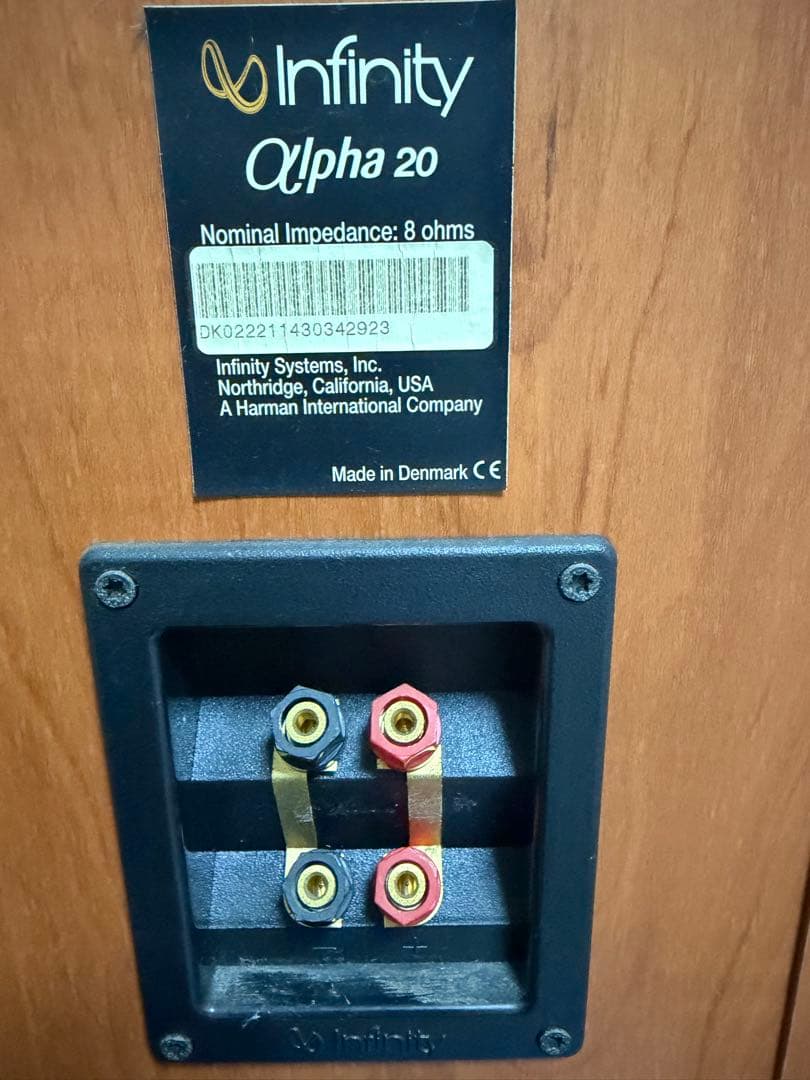 Infinity
αlpha 20
Nominal Impedance: 8 ohms
DK022211430342923
Infinity Systems, Inc.
Northridge, California, USA
A Harman International Company
Made in Denmark CE
− +
Infinity